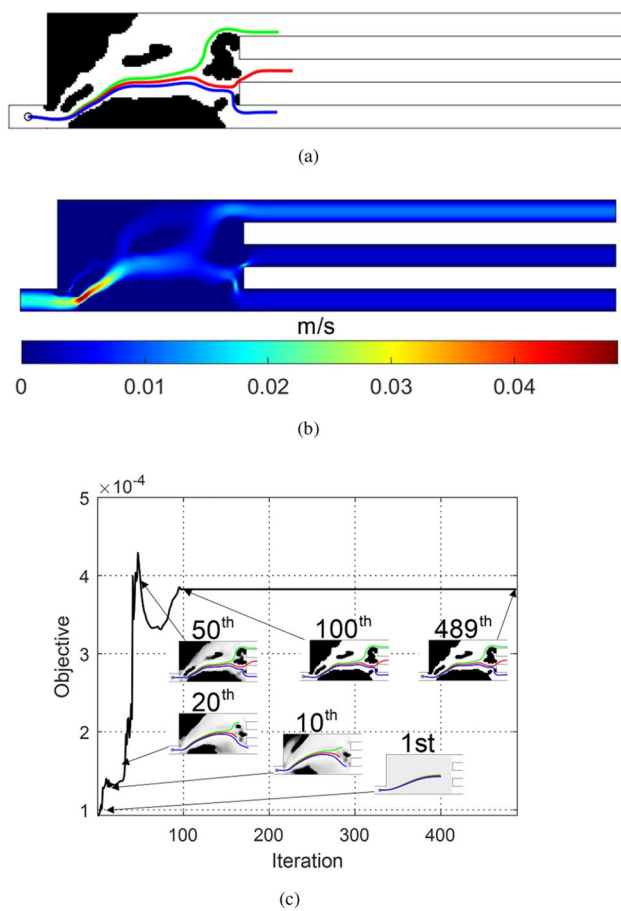 (a)
m/s
0 0.01 0.02 0.03 0.04
(b)
× 10⁻⁴
5
4
3
2
1
Objective
50th 100th 489th
20th 10th 1st
100 200 300 400
Iteration
(c)